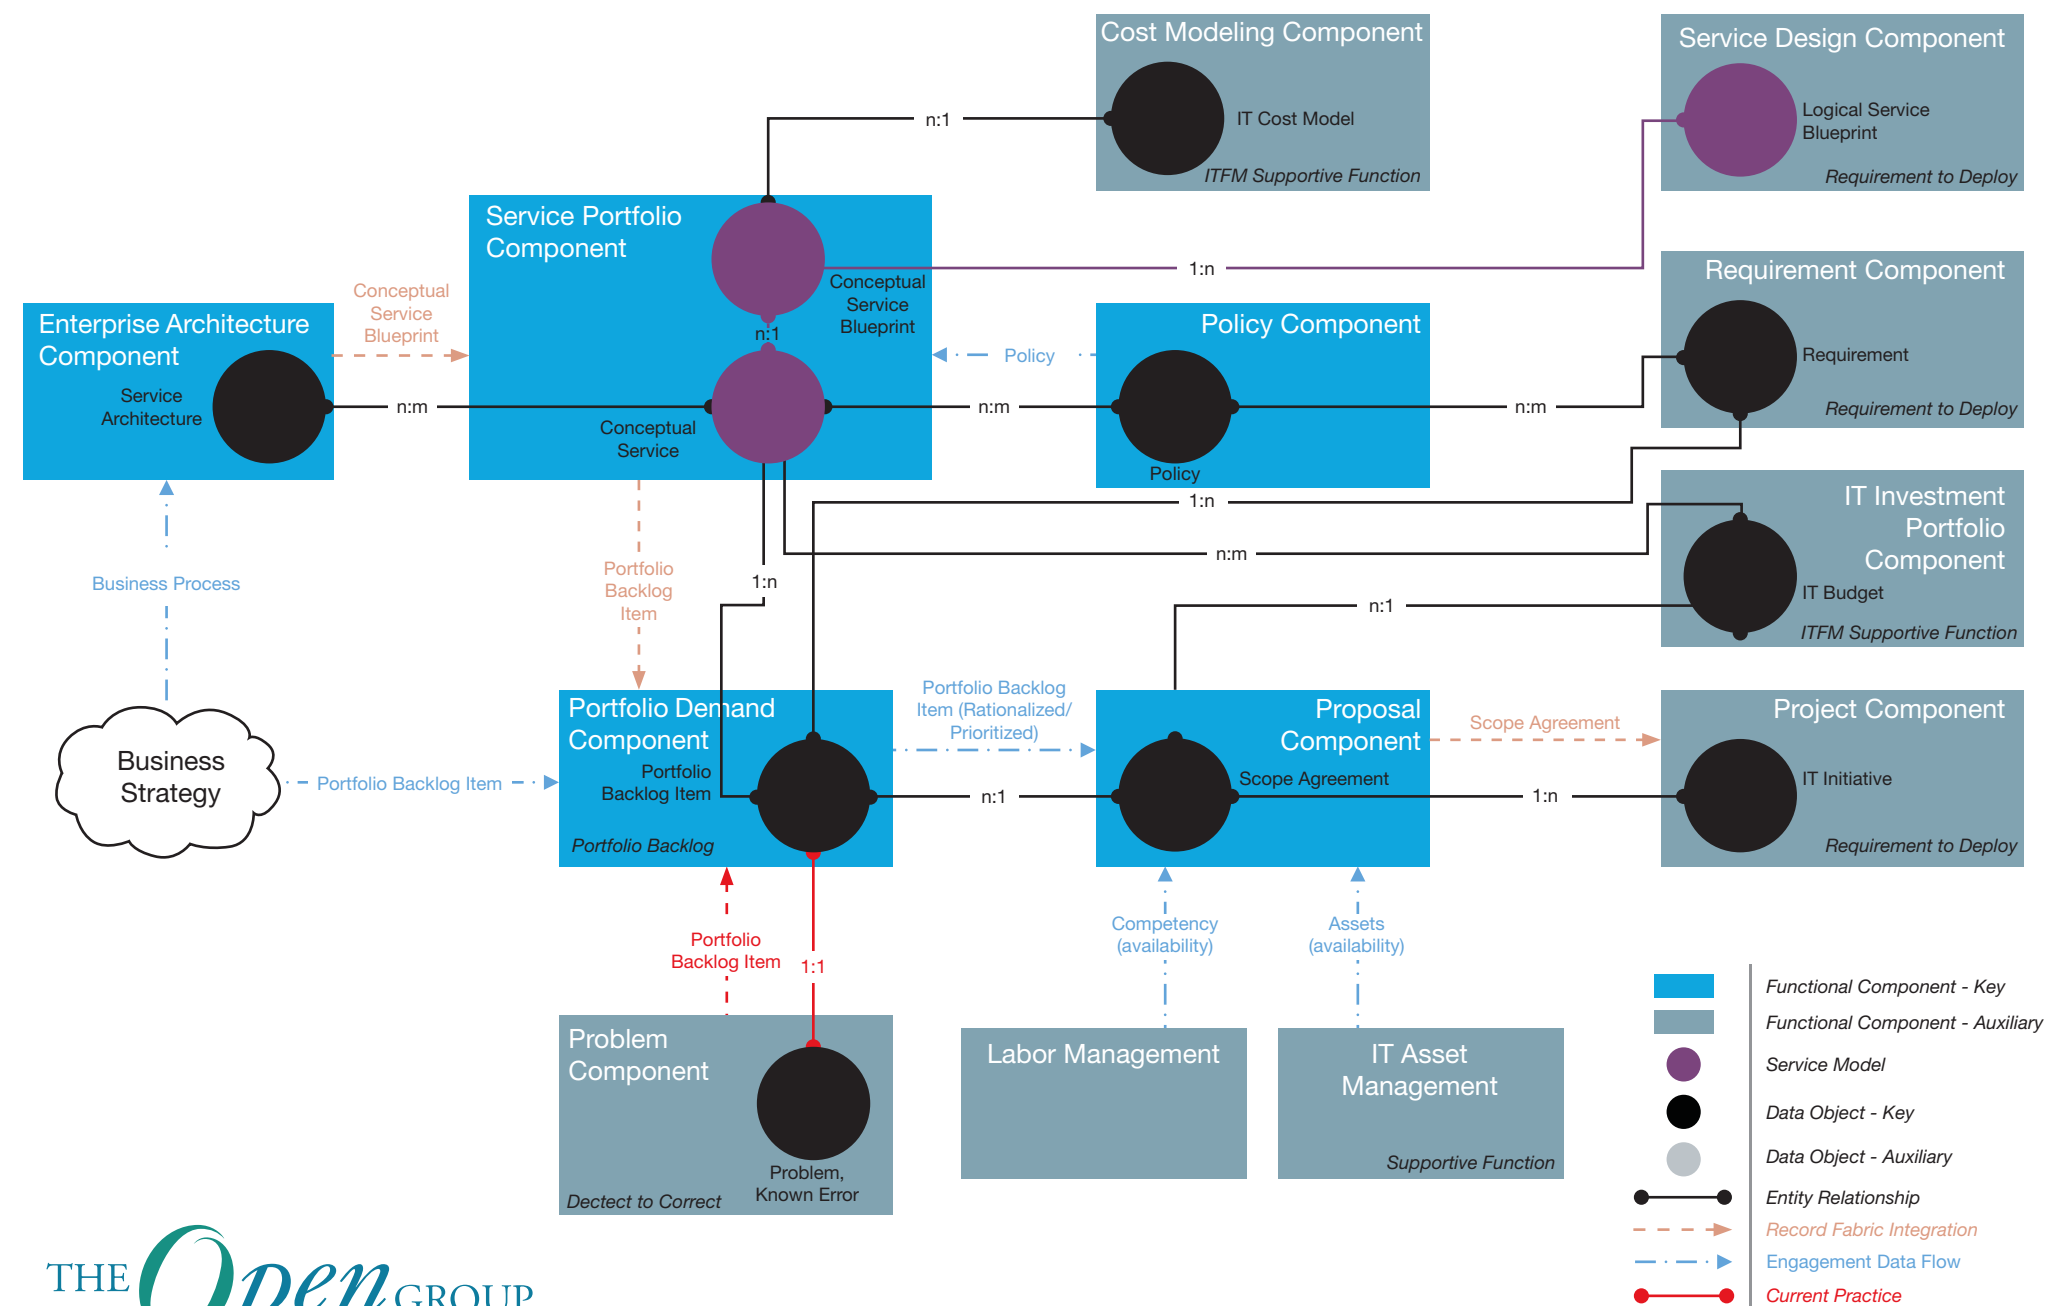 Cost Modeling Component
IT Cost Model
ITFM Supportive Function
Service Design Component
Logical Service
Blueprint
Requirement to Deploy
n:1
Service Portfolio
Component
Conceptual
Service
Blueprint
n:1
Conceptual
Service
1:n
Requirement Component
Requirement
Requirement to Deploy
Enterprise Architecture
Component
Service
Architecture
Conceptual
Service
Blueprint
n:m
Policy
n:m
Policy Component
Policy
n:m
1:n
n:m
IT Investment
Portfolio
Component
IT Budget
ITFM Supportive Function
Business Process
Portfolio
Backlog
Item
1:n
n:1
Business
Strategy
Portfolio Backlog Item
Portfolio Demand
Component
Portfolio
Backlog Item
Portfolio Backlog
Portfolio Backlog
Item (Rationalized/
Prioritized)
n:1
Proposal
Component
Scope Agreement
Scope Agreement
1:n
Project Component
IT Initiative
Requirement to Deploy
Portfolio
Backlog Item
1:1
Competency
(availability)
Assets
(availability)
Problem
Component
Problem,
Known Error
Dectect to Correct
Labor Management
IT Asset
Management
Supportive Function
Functional Component - Key
Functional Component - Auxiliary
Service Model
Data Object - Key
Data Object - Auxiliary
Entity Relationship
Record Fabric Integration
Engagement Data Flow
Current Practice
THE Open GROUP